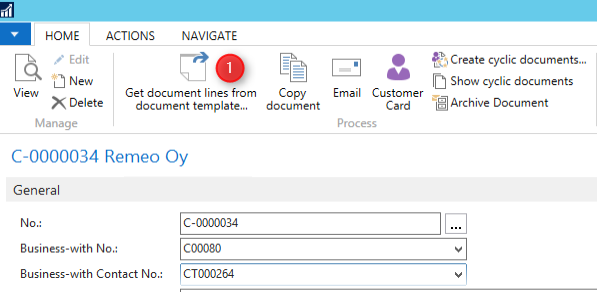 HOME ACTIONS NAVIGATE
View
Edit
New
Delete
Manage
Get document lines from
document template...
1
Copy
document
Email
Customer
Card
Create cyclic documents...
Show cyclic documents
Archive Document
Process
C-0000034 Remeo Oy
General
No.: C-0000034 ...
Business-with No.: C00080
Business-with Contact No.: CT000264